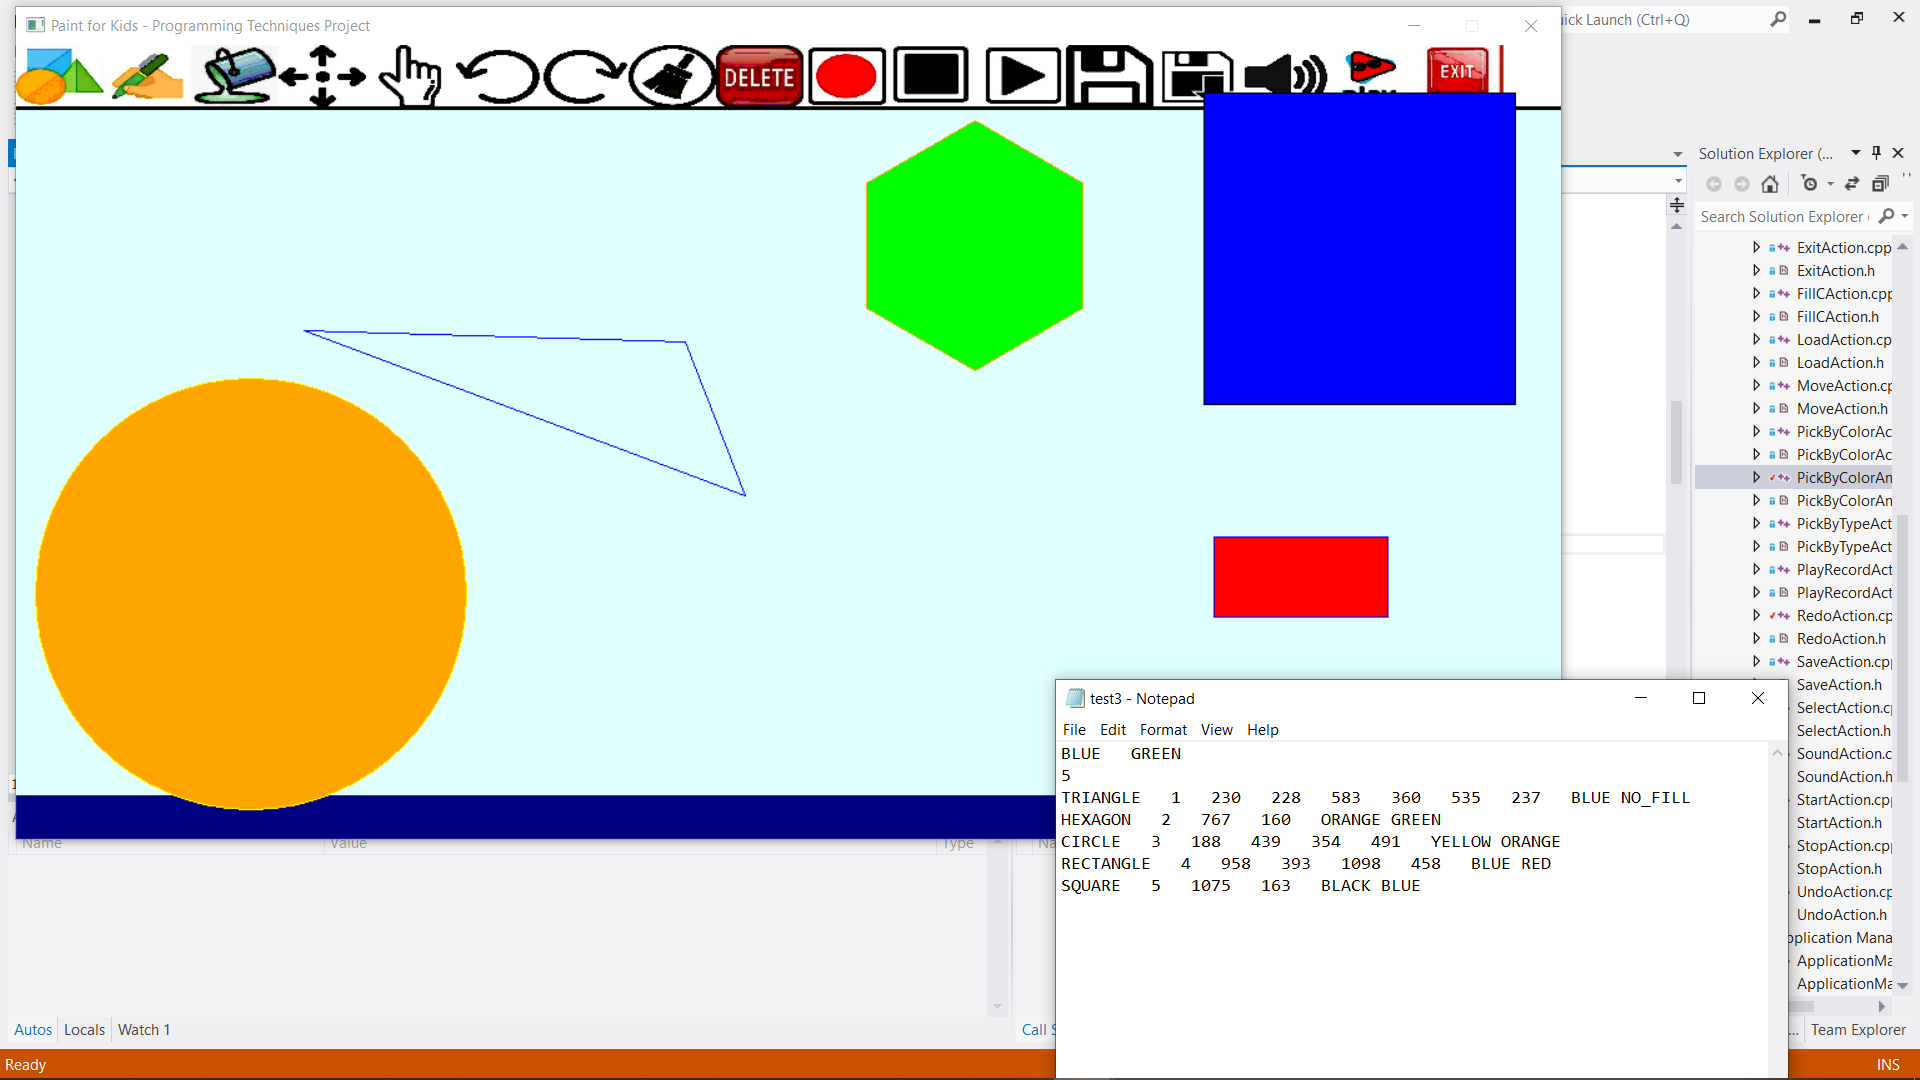 Paint for Kids - Programming Techniques Project
uick Launch (Ctrl+Q)
DELETE
EXIT
Solution Explorer (...
Search Solution Explorer (
ExitAction.cpp
ExitAction.h
FillCAction.cpp
FillCAction.h
LoadAction.cp
LoadAction.h
MoveAction.cp
MoveAction.h
PickByColorAc
PickByColorAc
PickByColorAn
PickByColorAn
PickByTypeAct
PickByTypeAct
PlayRecordAct
PlayRecordAct
RedoAction.cp
RedoAction.h
SaveAction.cpp
SaveAction.h
SelectAction.cp
SelectAction.h
SoundAction.c
SoundAction.h
StartAction.cpp
StartAction.h
StopAction.cpp
StopAction.h
UndoAction.cp
UndoAction.h
pplication Mana
ApplicationMa
ApplicationMa
test3 - Notepad
File Edit Format View Help
BLUE GREEN
5
TRIANGLE 1 230 228 583 360 535 237 BLUE NO_FILL
HEXAGON 2 767 160 ORANGE GREEN
CIRCLE 3 188 439 354 491 YELLOW ORANGE
RECTANGLE 4 958 393 1098 458 BLUE RED
SQUARE 5 1075 163 BLACK BLUE
Name Value Type Na
Autos Locals Watch 1
Call S
... Team Explorer
Ready
INS